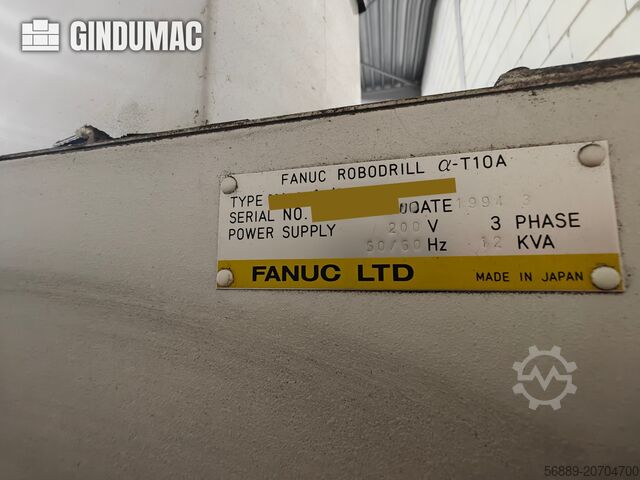 GINDUMAC
FANUC ROBODRILL α-T10A
TYPE
SERIAL NO. DATE 1994 3
POWER SUPPLY 200 V 3 PHASE
50/60 Hz 12 KVA
FANUC LTD MADE IN JAPAN
56889-20704700